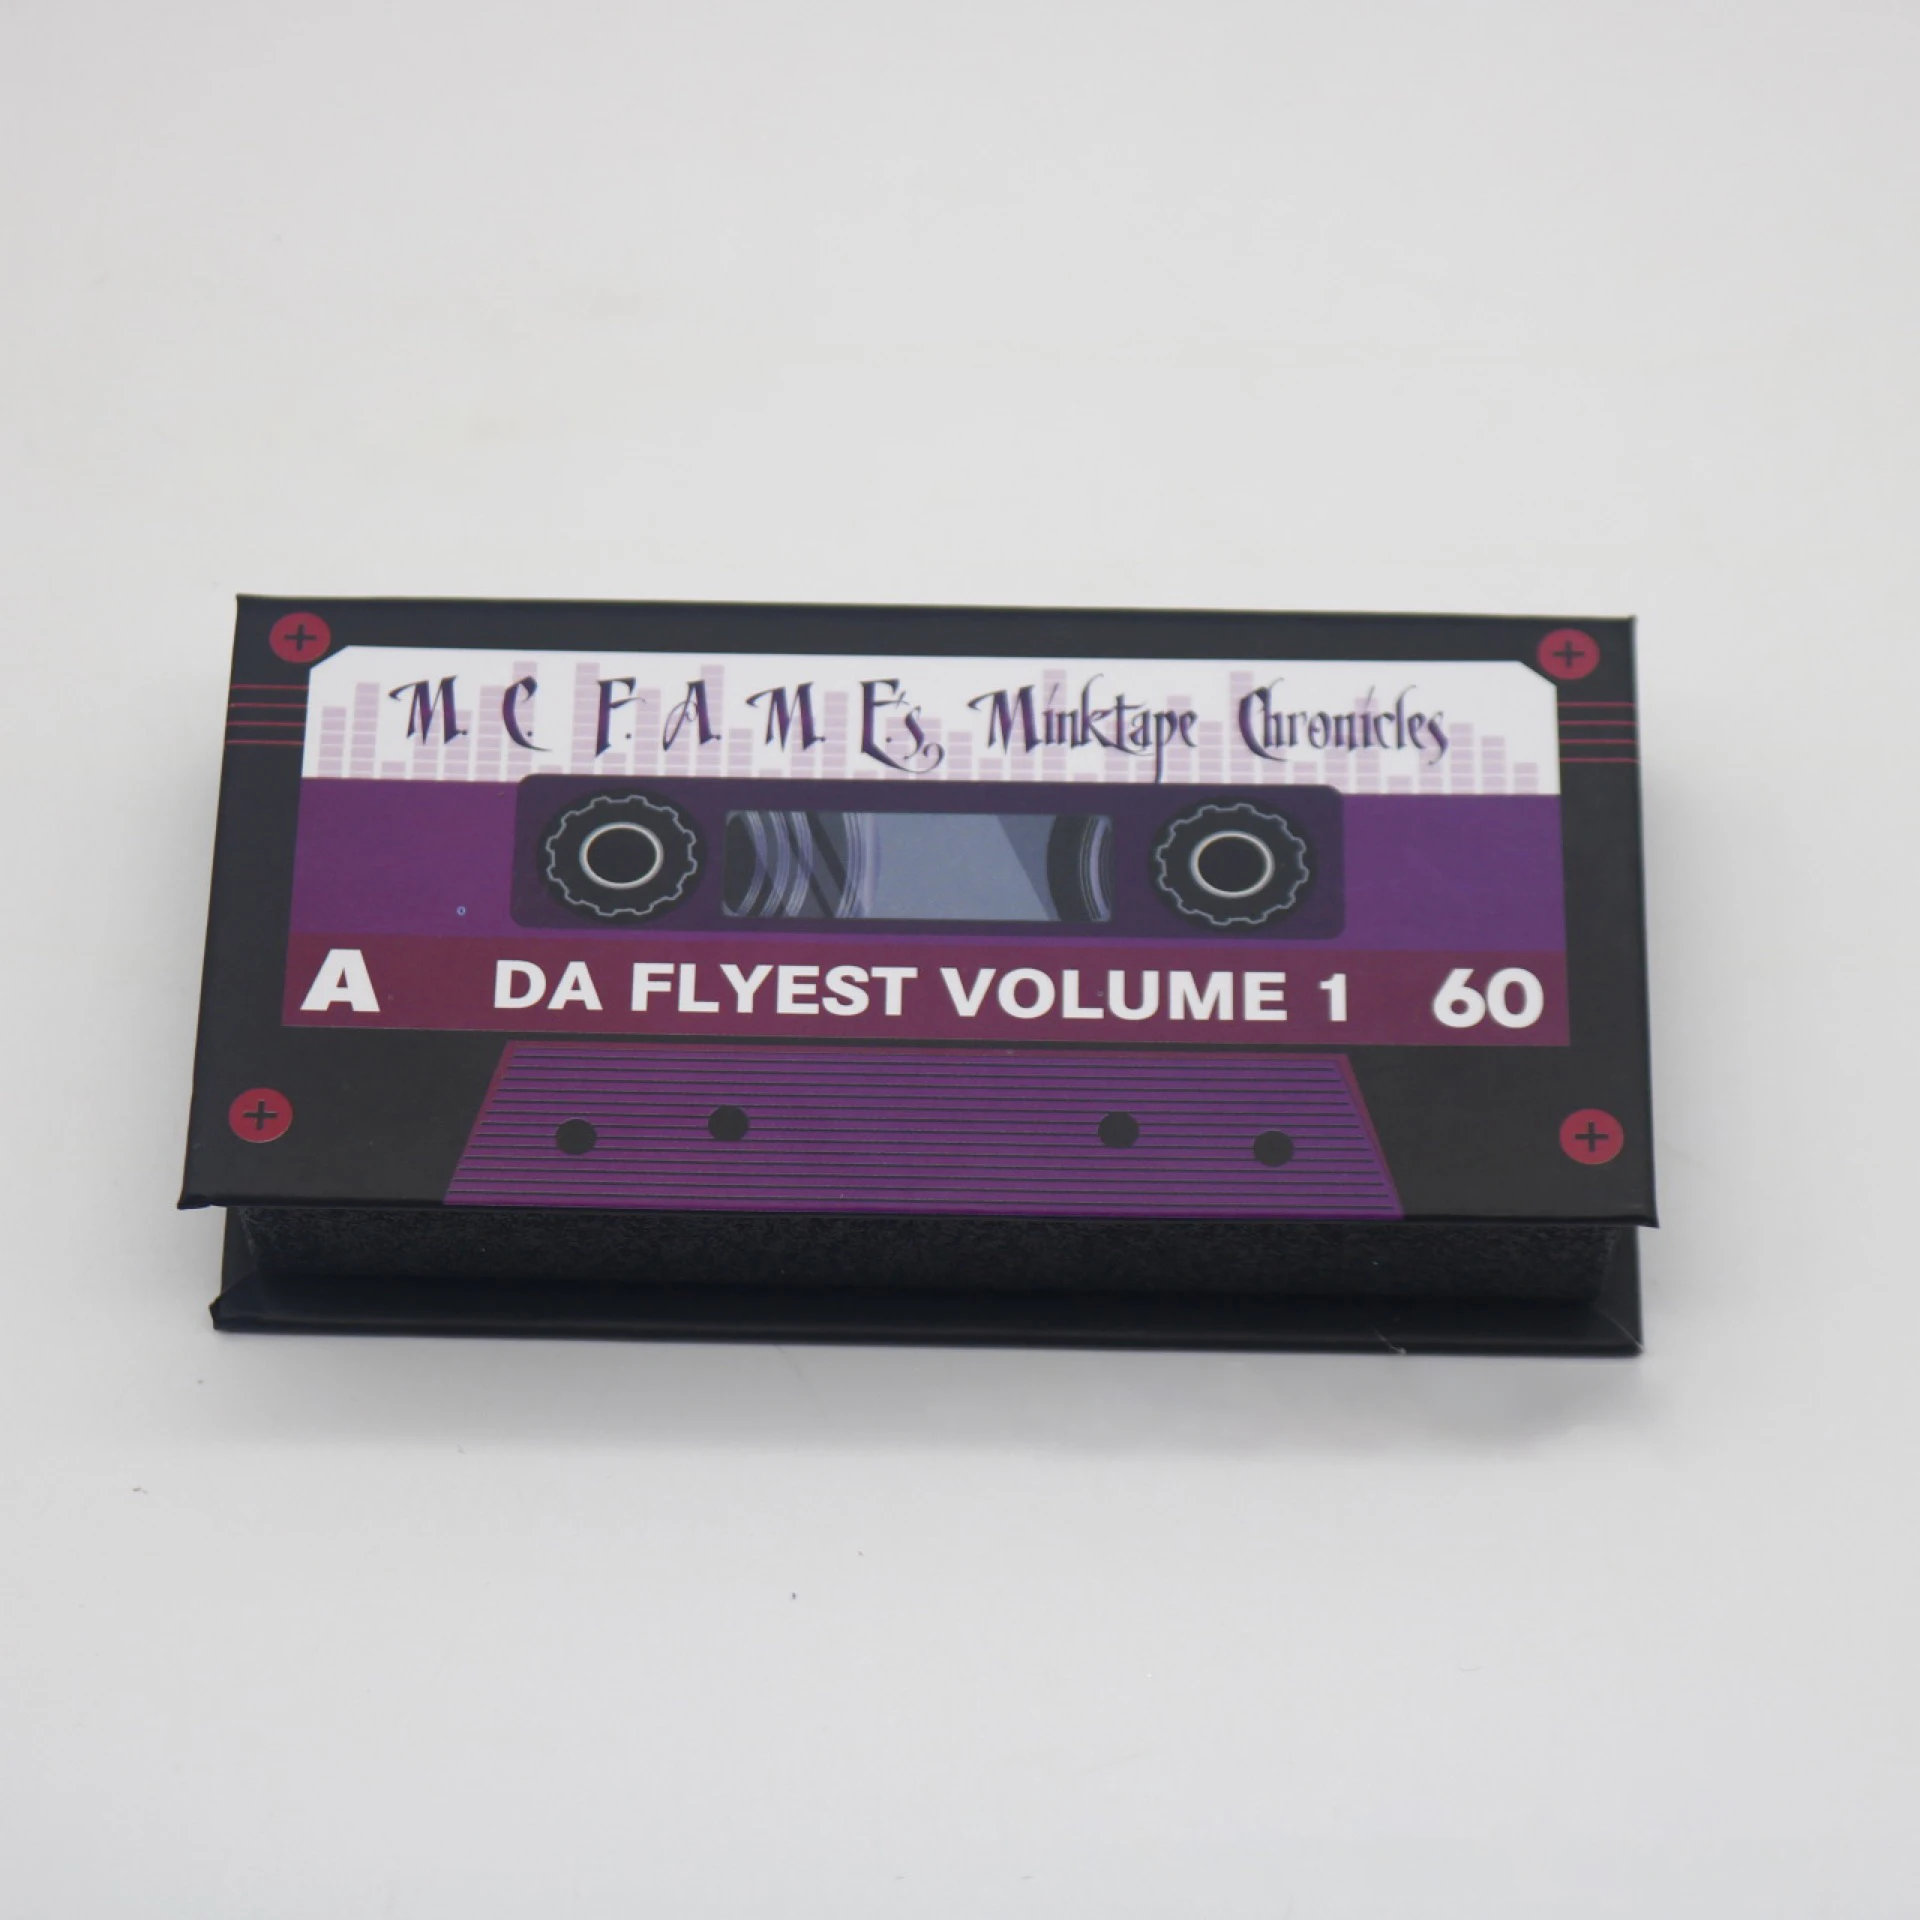 M. C. F. A. M. E.'s, Minktape Chronicles
A DA FLYEST VOLUME 1 60